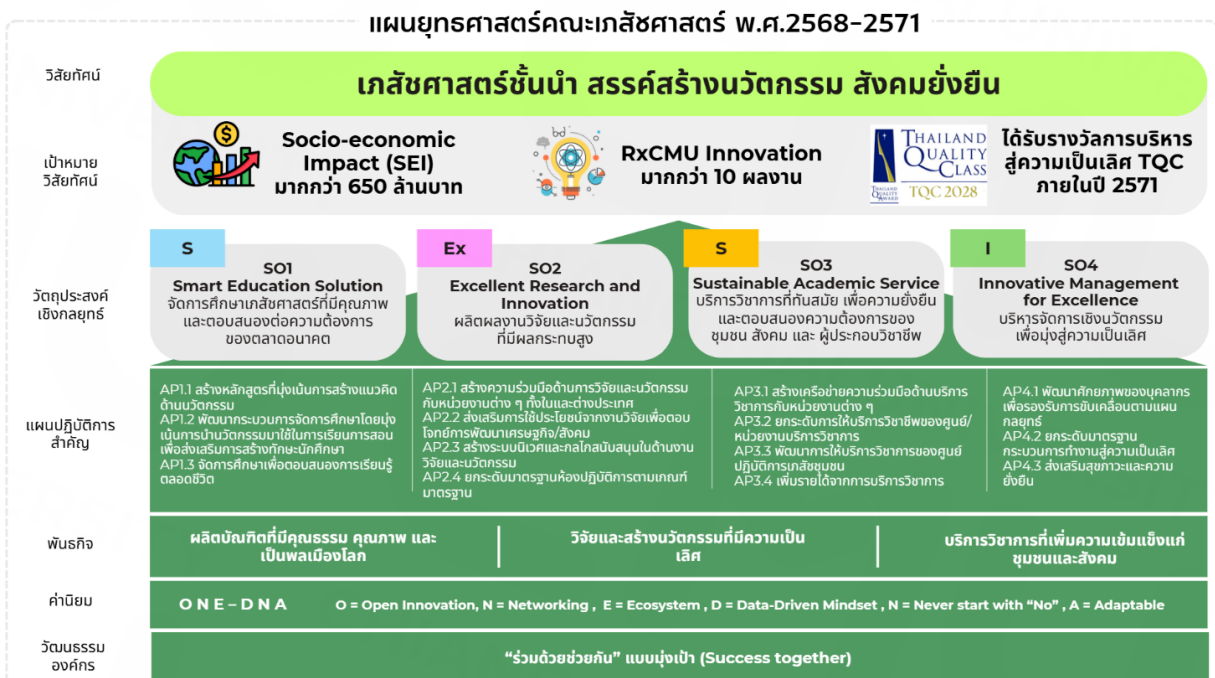 แผนยุทธศาสตร์คณะเภสัชศาสตร์ พ.ศ.2568-2571
วิสัยทัศน์
เภสัชศาสตร์ชั้นนำ สรรค์สร้างนวัตกรรม สังคมยั่งยืน
เป้าหมาย
วิสัยทัศน์
Socio-economic
Impact (SEI)
มากกว่า 650 ล้านบาท
RxCMU Innovation
มากกว่า 10 ผลงาน
THAILAND
QUALITY
CLASS
THAILAND
QUALITY
AWARD
TQC 2028
ได้รับรางวัลการบริหาร
สู่ความเป็นเลิศ TQC
ภายในปี 2571
วัตถุประสงค์
เชิงกลยุทธ์
S
SO1
Smart Education Solution
จัดการศึกษาเภสัชศาสตร์ที่มีคุณภาพ
และตอบสนองต่อความต้องการ
ของตลาดอนาคต
Ex
SO2
Excellent Research and
Innovation
ผลิตผลงานวิจัยและนวัตกรรม
ที่มีผลกระทบสูง
S
SO3
Sustainable Academic Service
บริการวิชาการที่ทันสมัย เพื่อความยั่งยืน
และตอบสนองความต้องการของ
ชุมชน สังคม และ ผู้ประกอบวิชาชีพ
I
SO4
Innovative Management
for Excellence
บริหารจัดการเชิงนวัตกรรม
เพื่อมุ่งสู่ความเป็นเลิศ
แผนปฏิบัติการ
สำคัญ
AP1.1 สร้างหลักสูตรที่มุ่งเน้นการสร้างแนวคิด
ด้านนวัตกรรม
AP1.2 พัฒนากระบวนการจัดการศึกษาโดยมุ่ง
เน้นการนำนวัตกรรมมาใช้ในการเรียนการสอน
เพื่อส่งเสริมการสร้างทักษะนักศึกษา
AP1.3 จัดการศึกษาเพื่อตอบสนองการเรียนรู้
ตลอดชีวิต
AP2.1 สร้างความร่วมมือด้านการวิจัยและนวัตกรรม
กับหน่วยงานต่าง ๆ ทั้งในและต่างประเทศ
AP2.2 ส่งเสริมการใช้ประโยชน์จากงานวิจัยเพื่อตอบ
โจทย์การพัฒนาเศรษฐกิจ/สังคม
AP2.3 สร้างระบบนิเวศและกลไกสนับสนุนในด้านงาน
วิจัยและนวัตกรรม
AP2.4 ยกระดับมาตรฐานห้องปฏิบัติการตามเกณฑ์
มาตรฐาน
AP3.1 สร้างเครือข่ายความร่วมมือด้านบริการ
วิชาการกับหน่วยงานต่าง ๆ
AP3.2 ยกระดับการให้บริการวิชาชีพของศูนย์/
หน่วยงานบริการวิชาการ
AP3.3 พัฒนาการให้บริการวิชาการของศูนย์
ปฏิบัติการเภสัชชุมชน
AP3.4 เพิ่มรายได้จากการบริการวิชาการ
AP4.1 พัฒนาศักยภาพของบุคลากร
เพื่อรองรับการขับเคลื่อนตามแผน
กลยุทธ์
AP4.2 ยกระดับมาตรฐาน
กระบวนการทำงานสู่ความเป็นเลิศ
AP4.3 ส่งเสริมสุขภาวะและความ
ยั่งยืน
พันธกิจ
ผลิตบัณฑิตที่มีคุณธรรม คุณภาพ และ
เป็นพลเมืองโลก
วิจัยและสร้างนวัตกรรมที่มีความเป็น
เลิศ
บริการวิชาการที่เพิ่มความเข้มแข็งแก่
ชุมชนและสังคม
ค่านิยม
ONE-DNA O = Open Innovation, N = Networking , E = Ecosystem , D = Data-Driven Mindset , N = Never start with “No” , A = Adaptable
วัฒนธรรม
องค์กร
“ร่วมด้วยช่วยกัน” แบบมุ่งเป้า (Success together)